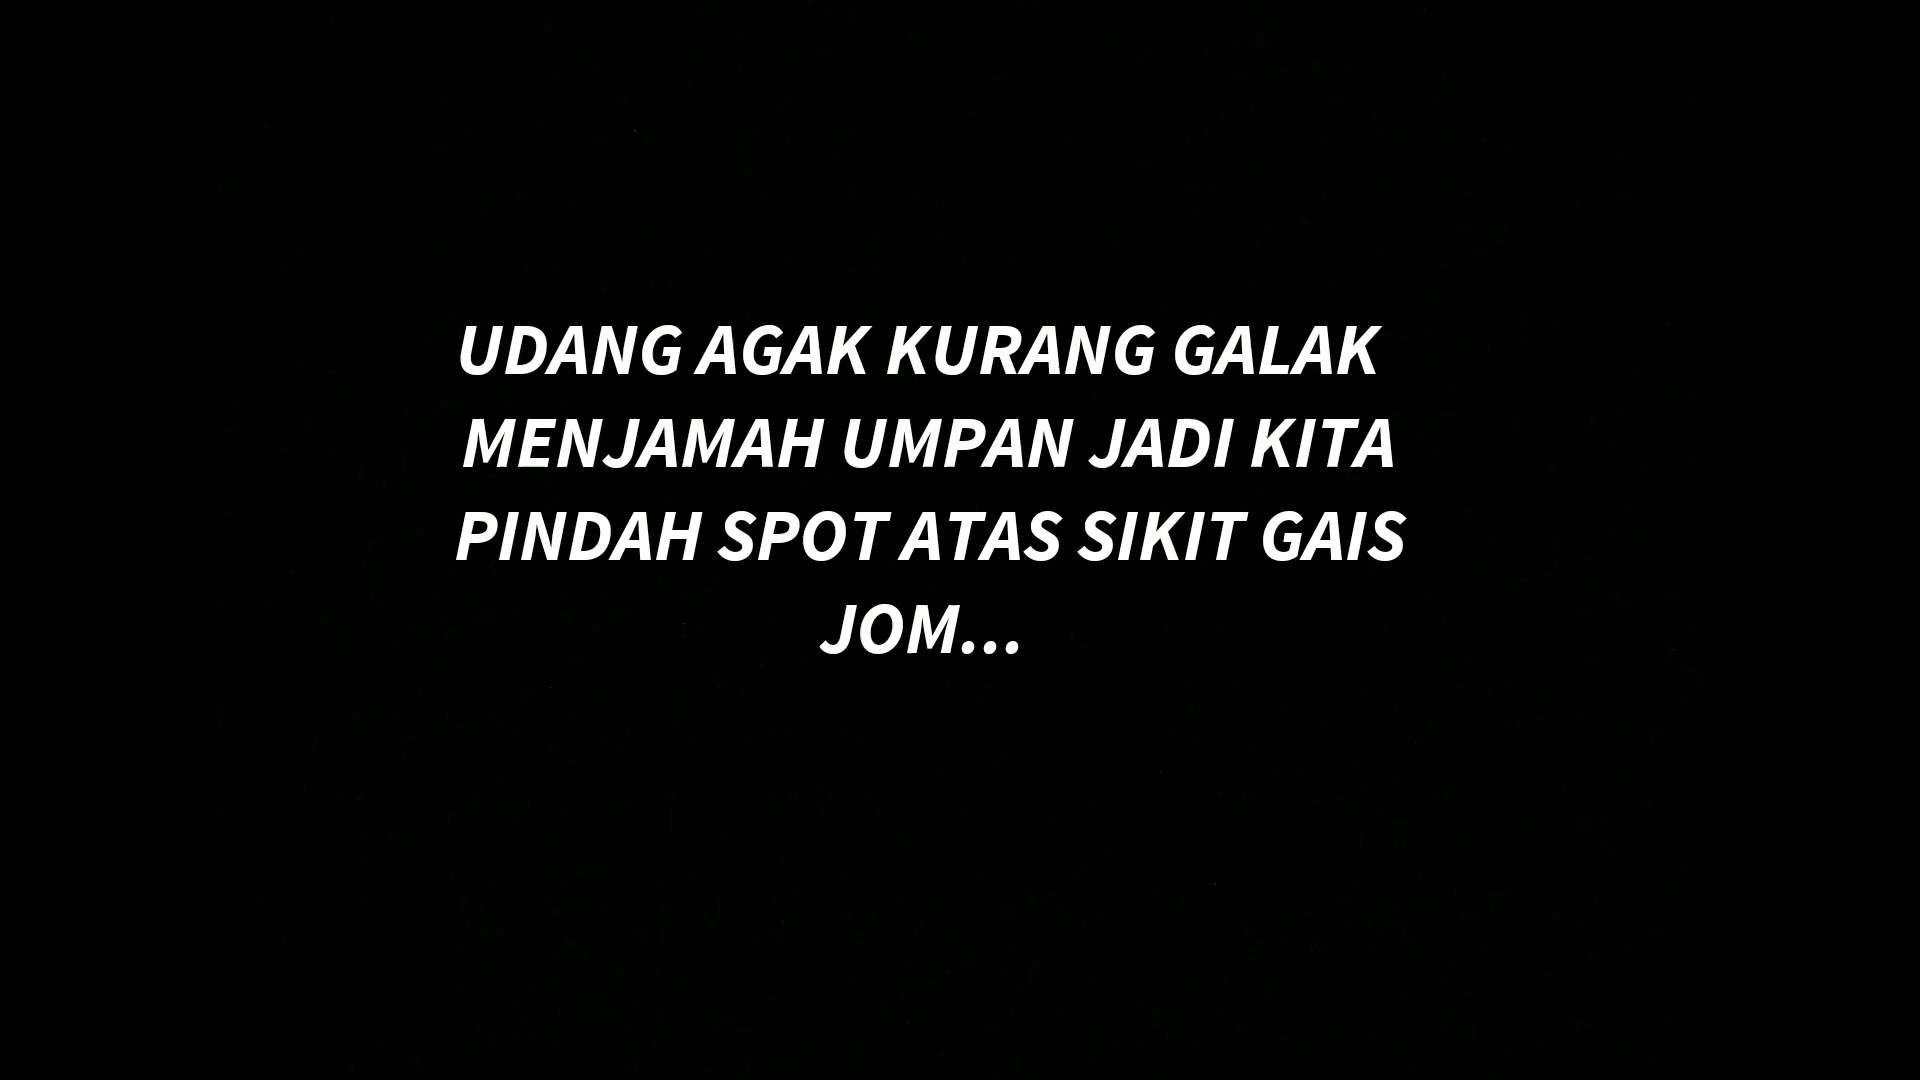 UDANG AGAK KURANG GALAK
MENJAMAH UMPAN JADI KITA
PINDAH SPOT ATAS SIKIT GAIS
JOM...